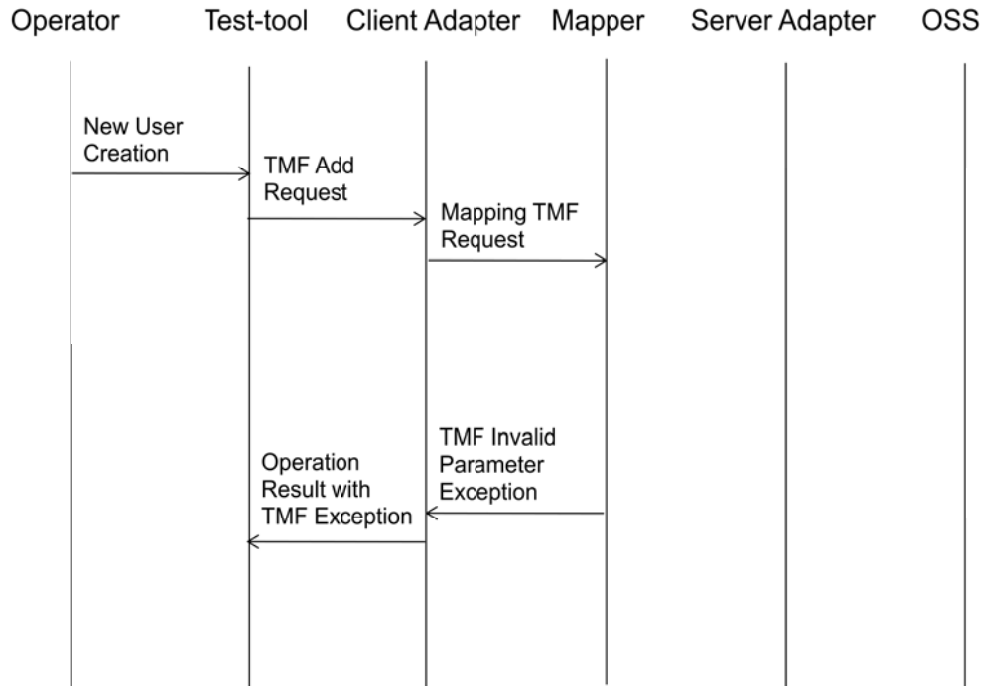 Operator Test-tool Client Adapter Mapper Server Adapter OSS
New User
Creation
TMF Add
Request
Mapping TMF
Request
TMF Invalid
Parameter
Exception
Operation
Result with
TMF Exception